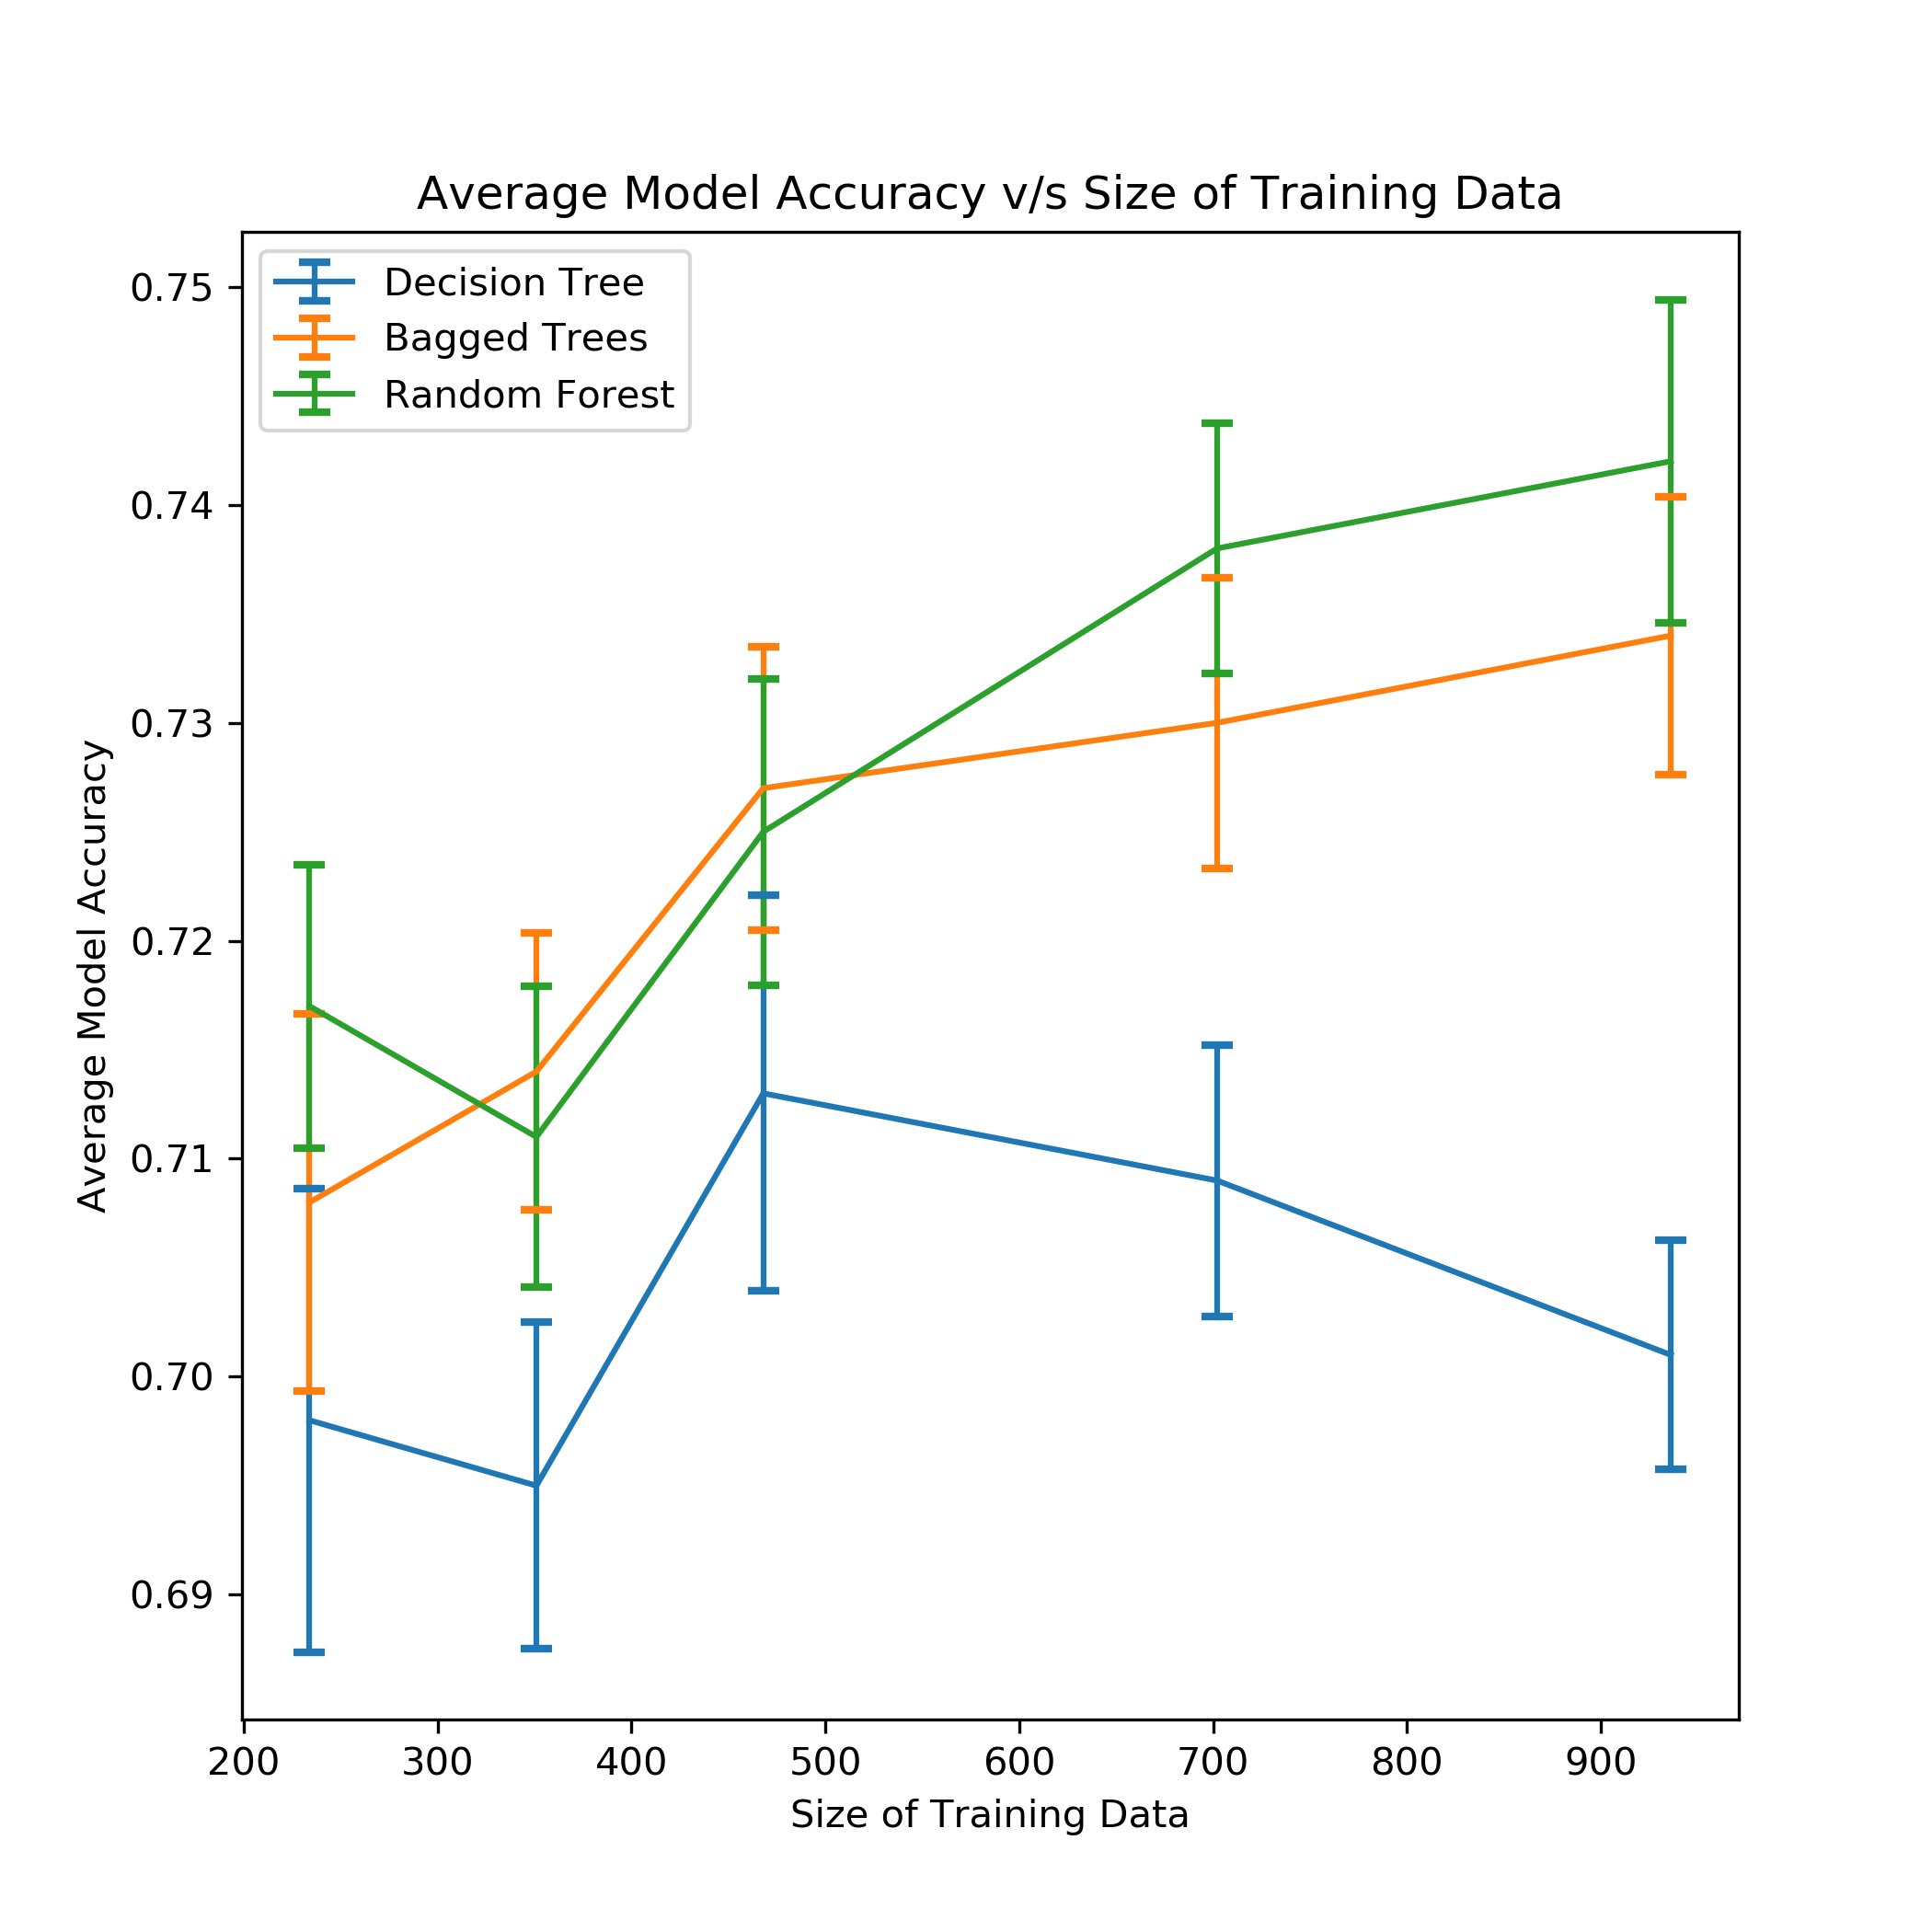 Average Model Accuracy v/s Size of Training Data
Decision Tree
Bagged Trees
Random Forest
0.75
0.74
0.73
0.72
0.71
0.70
0.69
Average Model Accuracy
200 300 400 500 600 700 800 900
Size of Training Data